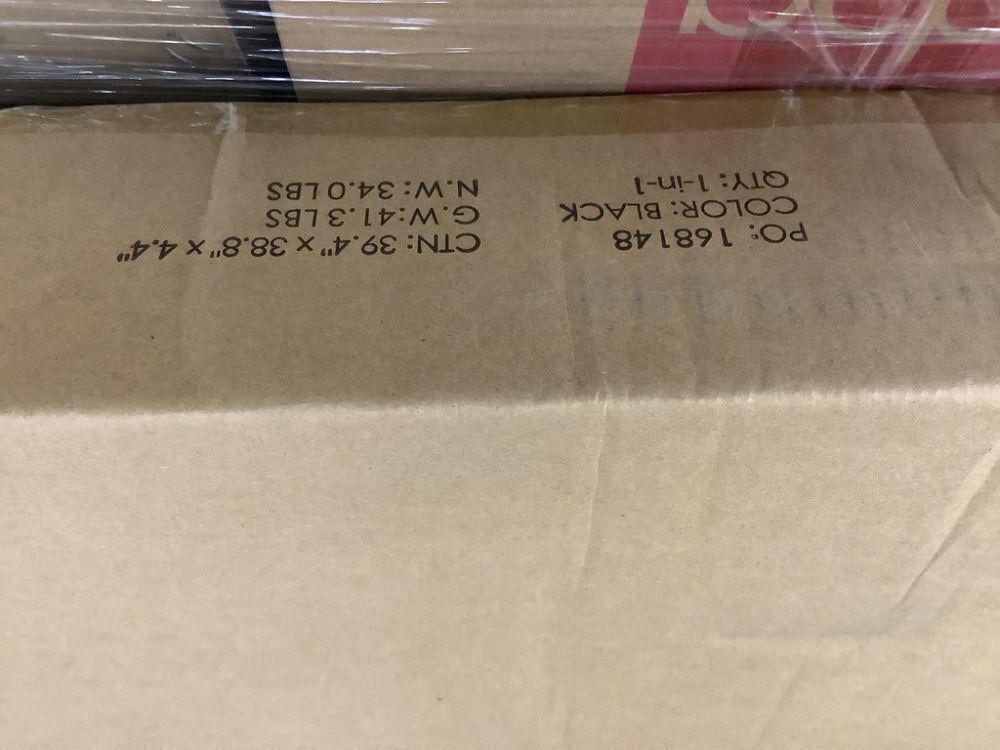 PO: 168148
COLOR: BLACK
QTY: 1-in-1
CTN: 39.4" x 38.8" x 4.4"
G.W: 41.3 LBS
N.W: 34.0 LBS